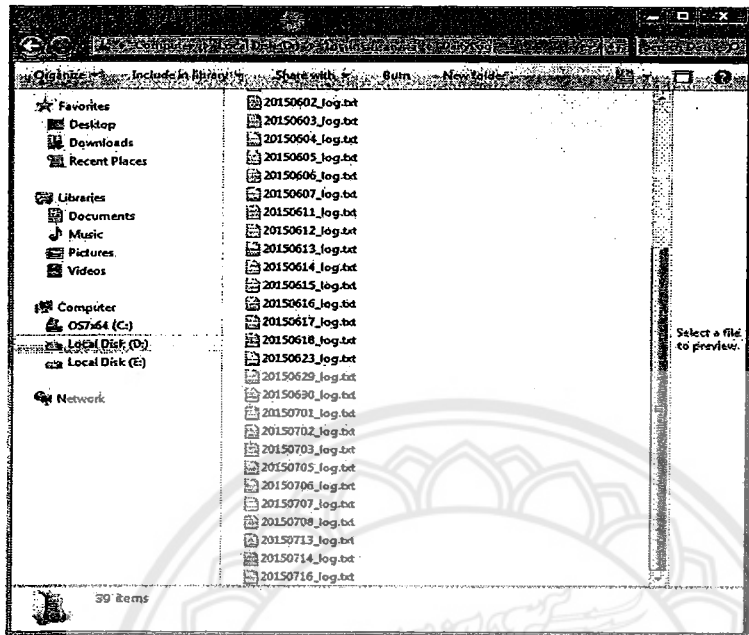 Organize
Include in library
Share with
Burn
New folder
Favorites
Desktop
Downloads
Recent Places
Libraries
Documents
Music
Pictures
Videos
Computer
OS7x64 (C:)
Local Disk (D:)
Local Disk (E:)
Network
20150602_log.txt
20150603_log.txt
20150604_log.txt
20150605_log.txt
20150606_log.txt
20150607_log.txt
20150611_log.txt
20150612_log.txt
20150613_log.txt
20150614_log.txt
20150615_log.txt
20150616_log.txt
20150617_log.txt
20150618_log.txt
20150623_log.txt
20150629_log.txt
20150630_log.txt
20150701_log.txt
20150702_log.txt
20150703_log.txt
20150705_log.txt
20150706_log.txt
20150707_log.txt
20150708_log.txt
20150713_log.txt
20150714_log.txt
20150716_log.txt
Select a file
to preview.
39 items